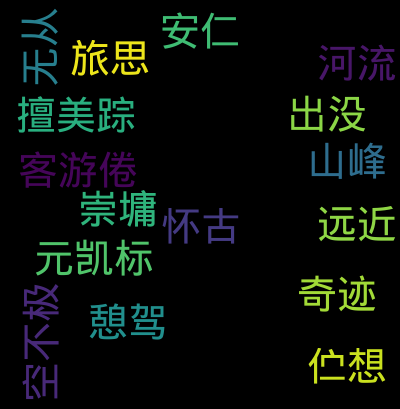 无从
安仁
旅思
河流
擅美踪
出没
山峰
客游倦
崇墉
怀古
远近
元凯标
奇迹
空不极
憩驾
伫想